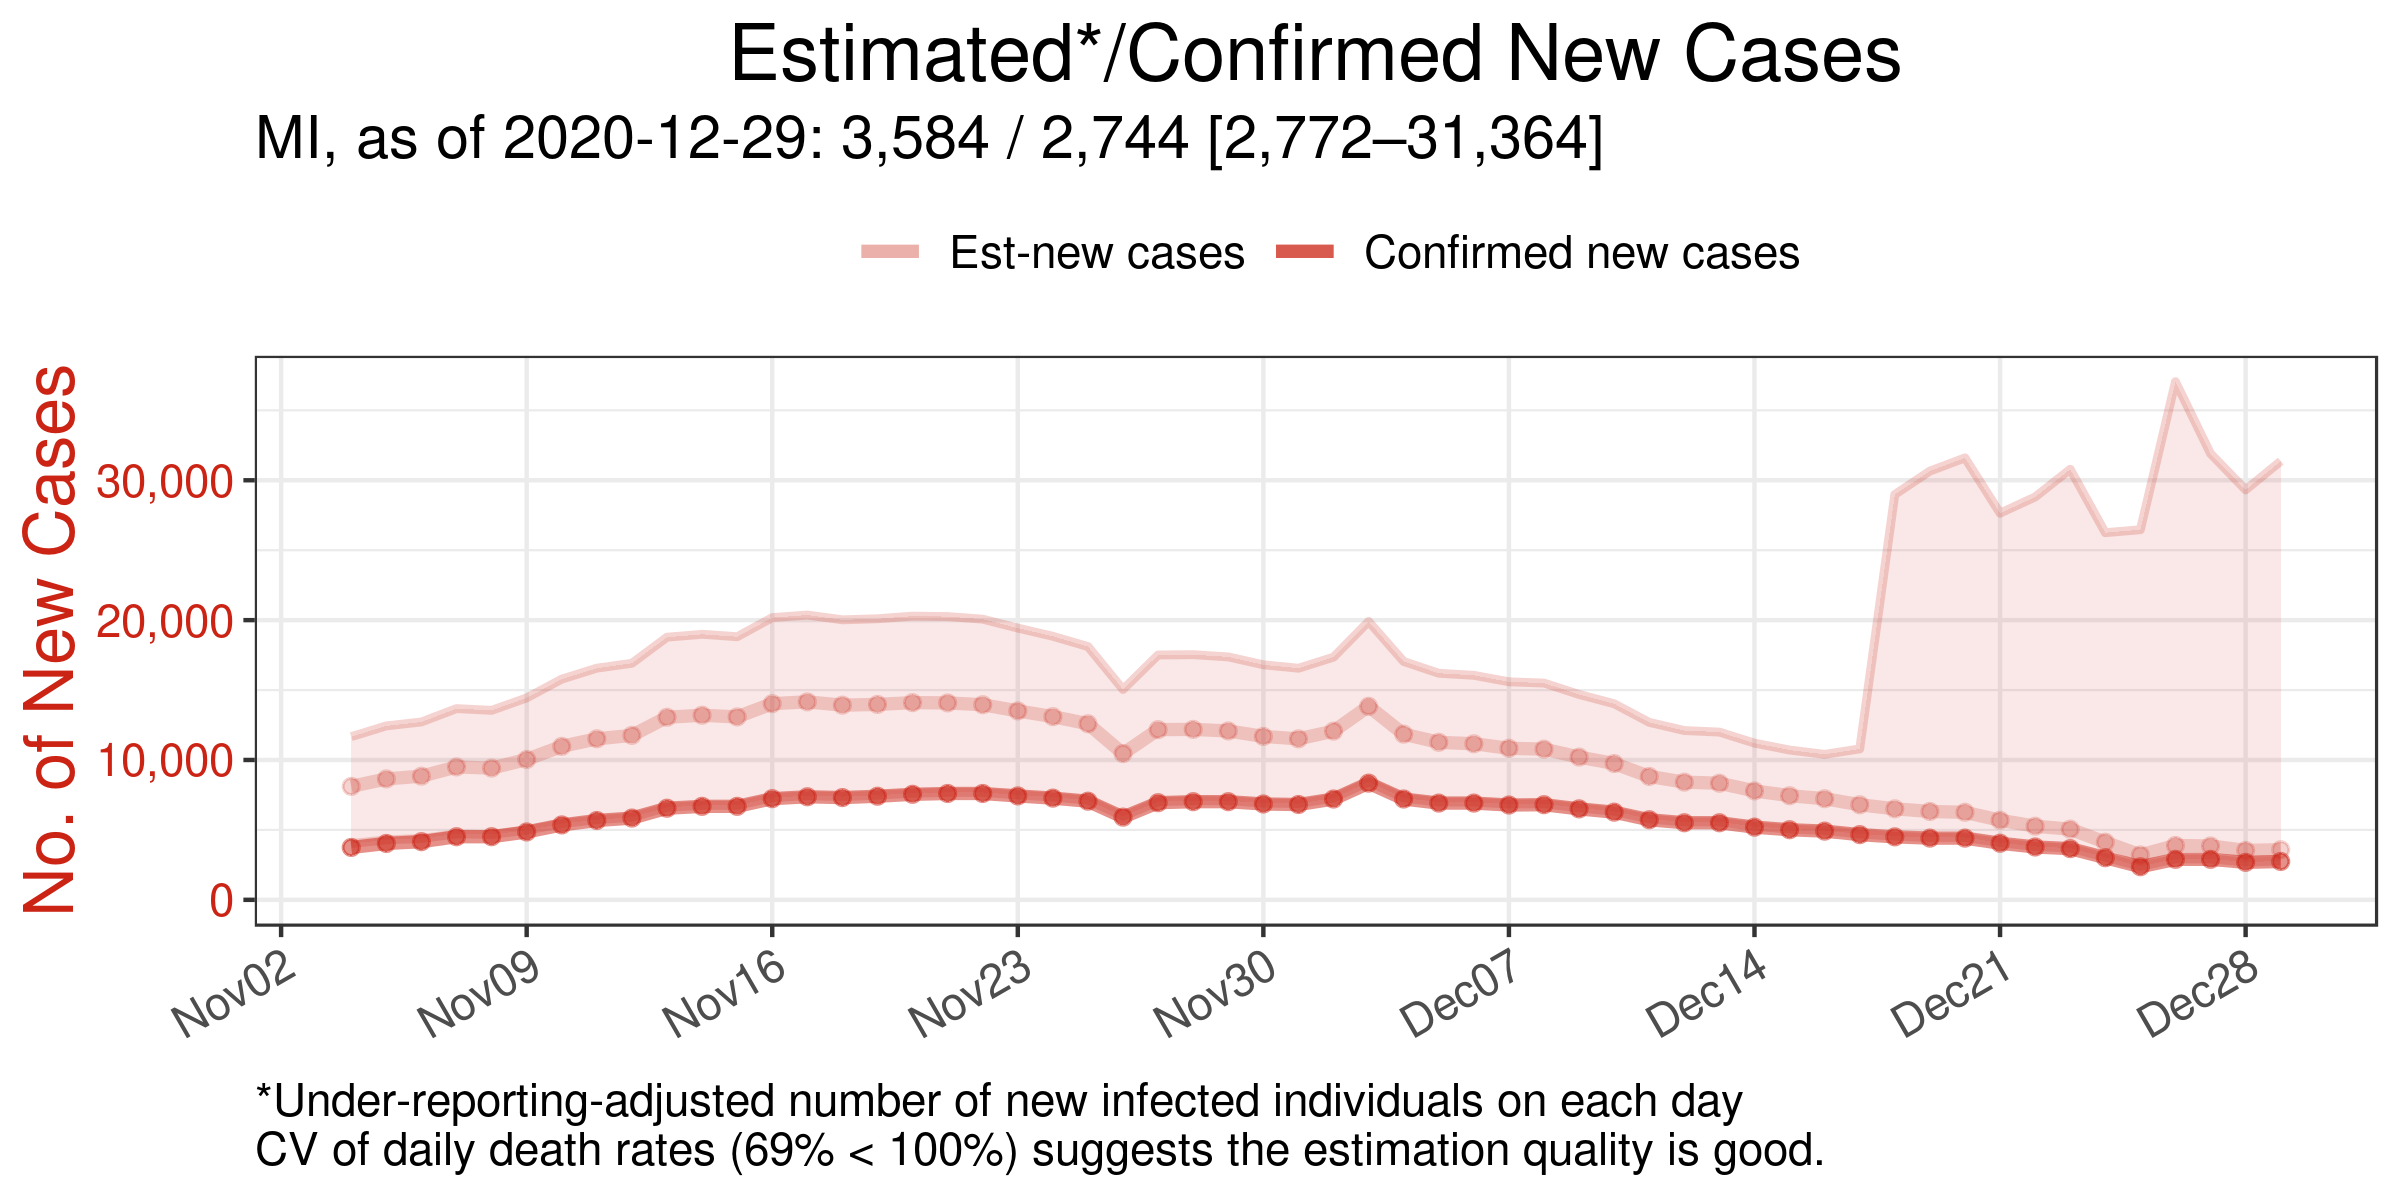 Estimated*/Confirmed New Cases
MI, as of 2020-12-29: 3,584 / 2,744 [2,772–31,364]
Est-new cases
Confirmed new cases
No. of New Cases
30,000
20,000
10,000
0
Nov02
Nov09
Nov16
Nov23
Nov30
Dec07
Dec14
Dec21
Dec28
*Under-reporting-adjusted number of new infected individuals on each day
CV of daily death rates (69% < 100%) suggests the estimation quality is good.